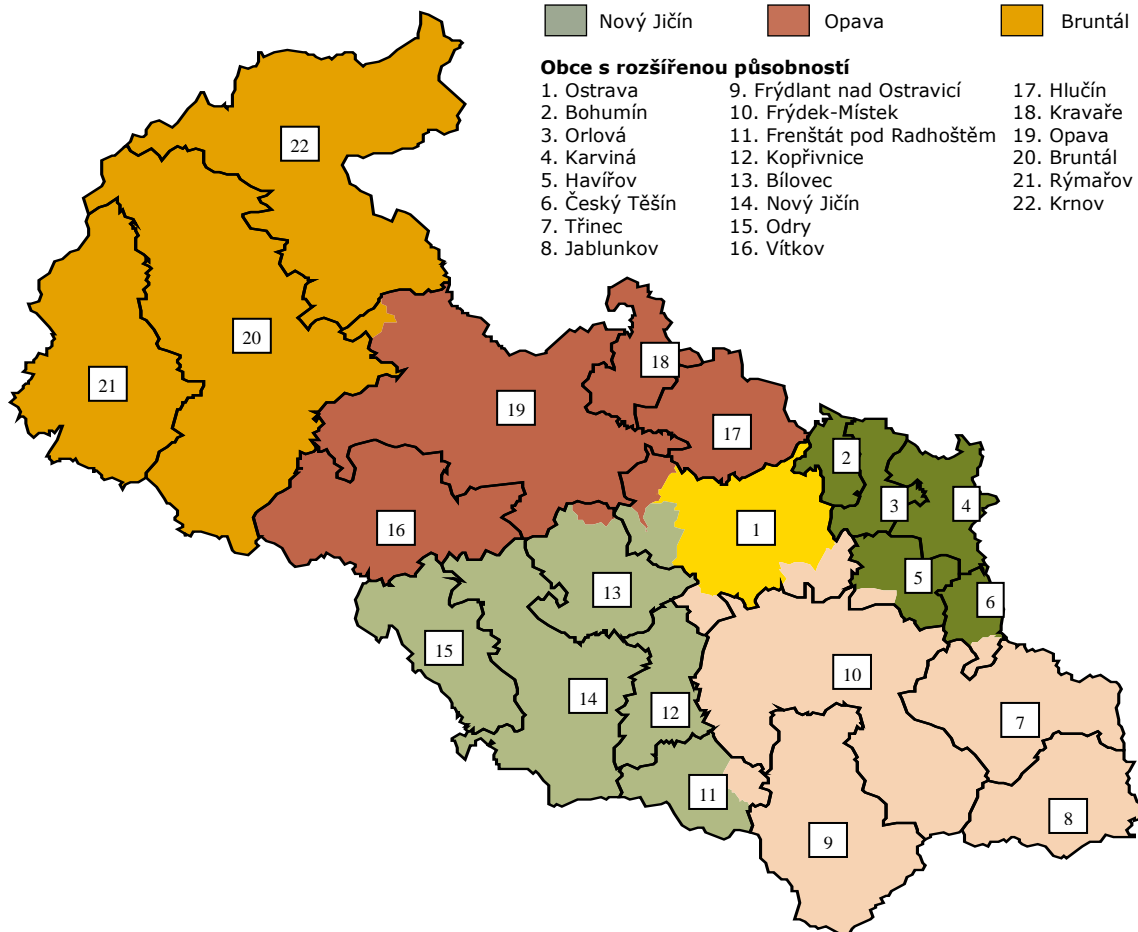 Nový Jičín Opava Bruntál
Obce s rozšířenou působností
1. Ostrava
2. Bohumín
3. Orlová
4. Karviná
5. Havířov
6. Český Těšín
7. Třinec
8. Jablunkov
9. Frýdlant nad Ostravicí
10. Frýdek-Místek
11. Frenštát pod Radhoštěm
12. Kopřivnice
13. Bílovec
14. Nový Jičín
15. Odry
16. Vítkov
17. Hlučín
18. Kravaře
19. Opava
20. Bruntál
21. Rýmařov
22. Krnov
22
20
21
18
19
17
2
3
4
16
1
5
13
6
15
10
14
12
7
11
8
9